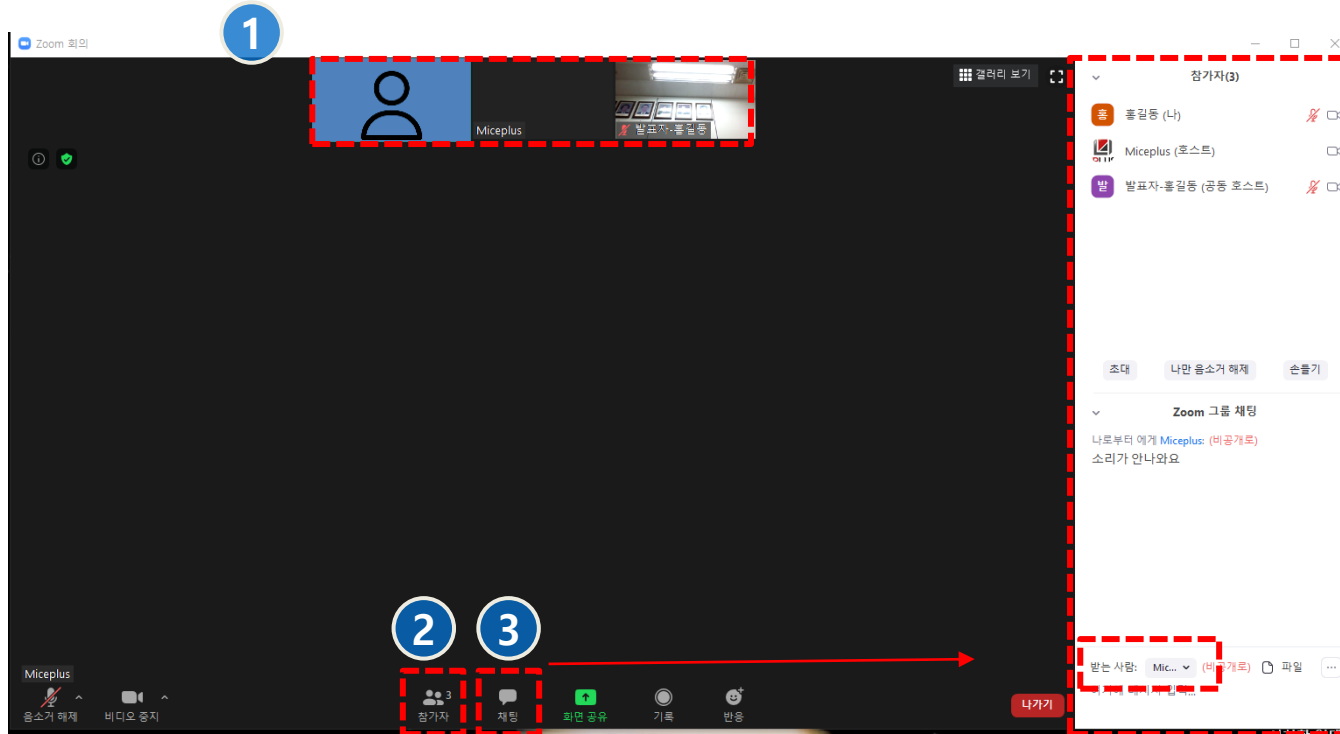 1
Zoom 회의
갤러리 보기
Miceplus
발표자-홍길동
참가자(3)
홍
홍길동 (나)
Miceplus (호스트)
발
발표자-홍길동 (공동 호스트)
초대
나만 음소거 해제
손들기
Zoom 그룹 채팅
나로부터 에게 Miceplus: (비공개로)
소리가 안나와요
2
3
받는 사람:
Mic...
(비공개로)
파일
Miceplus
음소거 해제
비디오 중지
3
참가자
채팅
화면 공유
기록
반응
나가기